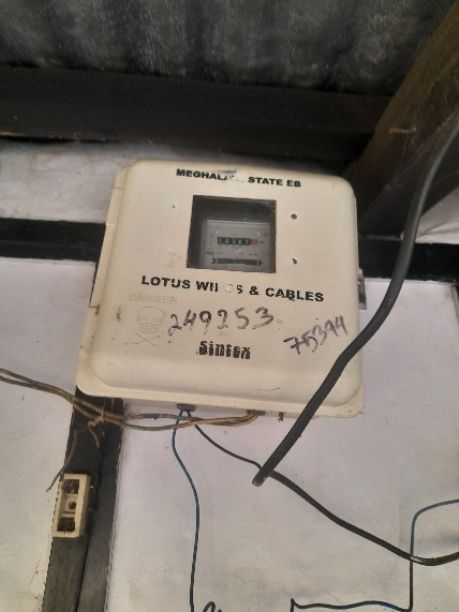 STATE EB
LOTUS & CABLES
DANGER
249253
75394
Sintex